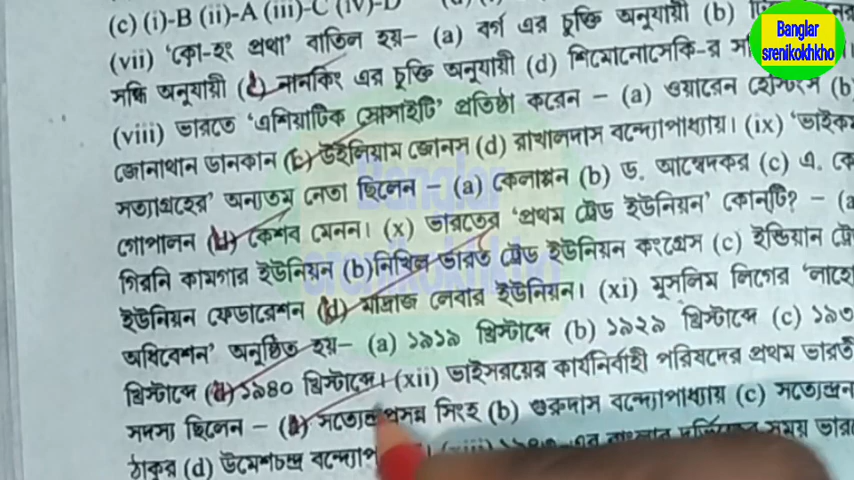 (c) (i)-B (ii)-A (iii)-C (iv)-D
(vii) 'কো-হং প্রথা' বাতিল হয়– (a) বর্গ এর চুক্তি অনুযায়ী (b)
সন্ধি অনুযায়ী (c) নানকিং এর চুক্তি অনুযায়ী (d) শিমোনোসেকি-র
(viii) ভারতে 'এশিয়াটিক সোসাইটি' প্রতিষ্ঠা করেন – (a) ওয়ারেন হেস্টিংস (b)
জোনাথান ডানকান (c) উইলিয়াম জোনস (d) রাখালদাস বন্দ্যোপাধ্যায়। (ix) 'ভাইকম
সত্যাগ্রহের' অন্যতম নেতা ছিলেন – (a) কেলাপ্পন (b) ড. আম্বেদকর (c) এ. কে
গোপালন (d) কেশব মেনন। (x) ভারতের 'প্রথম ট্রেড ইউনিয়ন' কোনটি? – (a
গিরনি কামগার ইউনিয়ন (b)নিখিল ভারত ট্রেড ইউনিয়ন কংগ্রেস (c) ইন্ডিয়ান ট্রে
ইউনিয়ন ফেডারেশন (d) মাদ্রাজ লেবার ইউনিয়ন। (xi) মুসলিম লিগের 'লাহো
অধিবেশন' অনুষ্ঠিত হয়– (a) ১৯১৯ খ্রিস্টাব্দে (b) ১৯২৯ খ্রিস্টাব্দে (c) ১৯৩
খ্রিস্টাব্দে (d) ১৯৪০ খ্রিস্টাব্দে। (xii) ভাইসরয়ের কার্যনির্বাহী পরিষদের প্রথম ভারতী
সদস্য ছিলেন – (a) সত্যেন্দ্রপ্রসন্ন সিংহ (b) গুরুদাস বন্দ্যোপাধ্যায় (c) সত্যেন্দ্রন
ঠাকুর (d) উমেশচন্দ্র বন্দ্যোপা
Banglar
srenikokhkho
Banglar
srenikokhkho